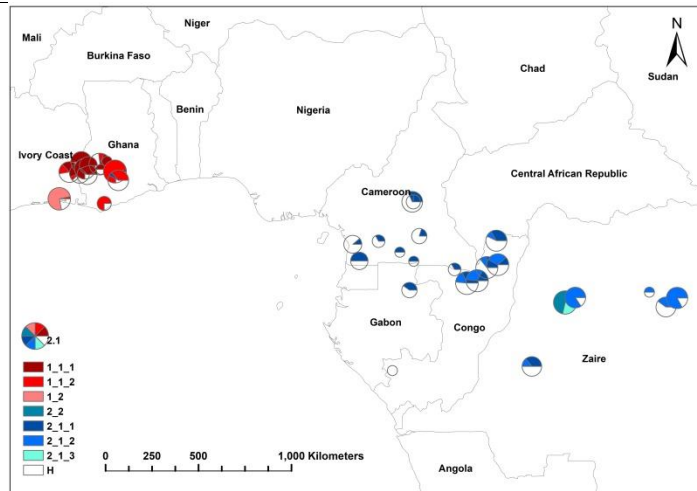 Niger
Mali
N
Burkina Faso
Chad
Sudan
Benin
Nigeria
Ghana
Ivory Coast
Central African Republic
Cameroon
Gabon
Congo
Zaire
Angola
2.1
1_1_1
1_1_2
1_2
2_2
2_1_1
2_1_2
2_1_3
H
0 250 500 1,000 Kilometers